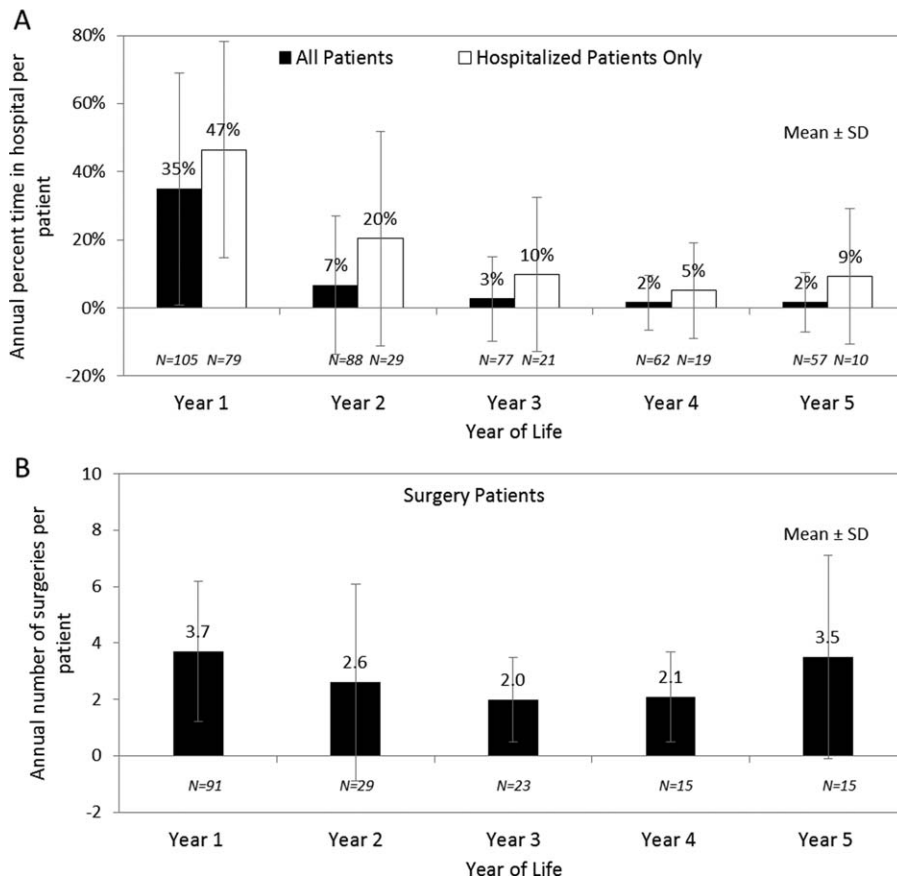 A
Annual percent time in hospital per
patient
80%
60%
40%
20%
0%
-20%
All Patients
Hospitalized Patients Only
Mean ± SD
35%
47%
7%
20%
3%
10%
2%
5%
2%
9%
N=105 N=79
N=88 N=29
N=77 N=21
N=62 N=19
N=57 N=10
Year 1
Year 2
Year 3
Year 4
Year 5
Year of Life
B
Annual number of surgeries per
patient
10
8
6
4
2
0
-2
Surgery Patients
Mean ± SD
3.7
2.6
2.0
2.1
3.5
N=91
N=29
N=23
N=15
N=15
Year 1
Year 2
Year 3
Year 4
Year 5
Year of Life